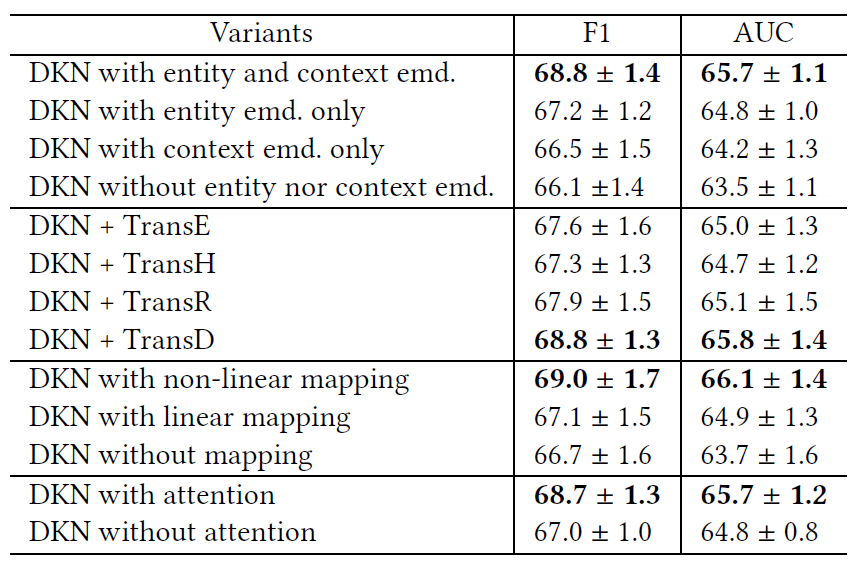 Variants F1 AUC
DKN with entity and context emd. 68.8 ± 1.4 65.7 ± 1.1
DKN with entity emd. only 67.2 ± 1.2 64.8 ± 1.0
DKN with context emd. only 66.5 ± 1.5 64.2 ± 1.3
DKN without entity nor context emd. 66.1 ±1.4 63.5 ± 1.1
DKN + TransE 67.6 ± 1.6 65.0 ± 1.3
DKN + TransH 67.3 ± 1.3 64.7 ± 1.2
DKN + TransR 67.9 ± 1.5 65.1 ± 1.5
DKN + TransD 68.8 ± 1.3 65.8 ± 1.4
DKN with non-linear mapping 69.0 ± 1.7 66.1 ± 1.4
DKN with linear mapping 67.1 ± 1.5 64.9 ± 1.3
DKN without mapping 66.7 ± 1.6 63.7 ± 1.6
DKN with attention 68.7 ± 1.3 65.7 ± 1.2
DKN without attention 67.0 ± 1.0 64.8 ± 0.8